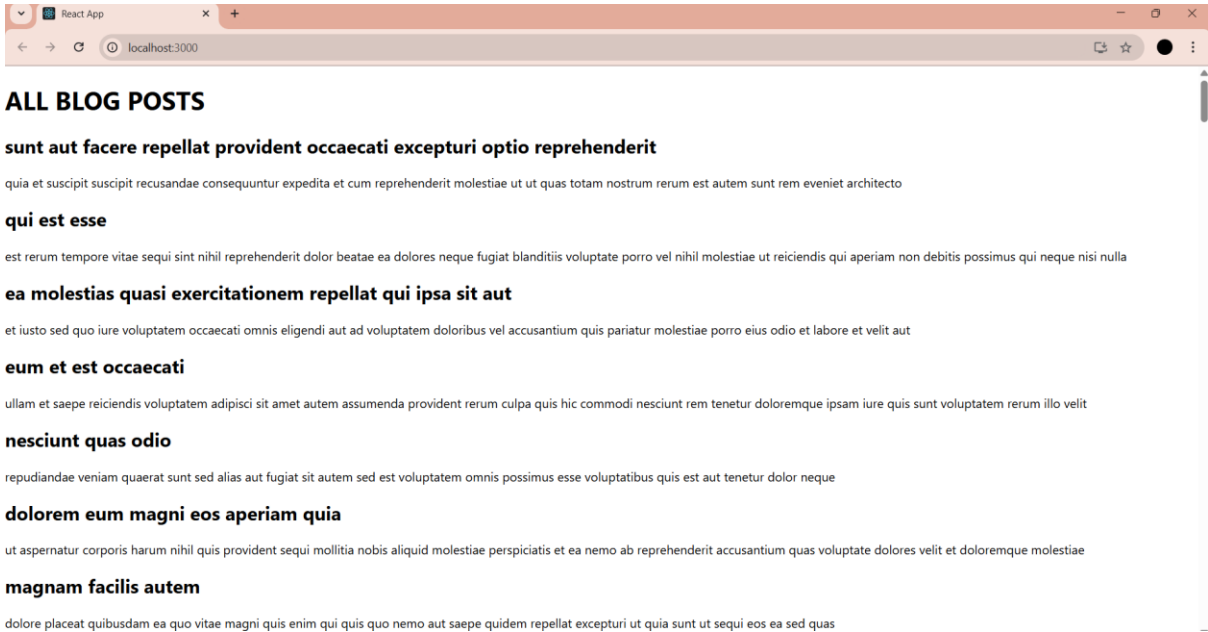 React App
localhost:3000
ALL BLOG POSTS
sunt aut facere repellat provident occaecati excepturi optio reprehenderit
quia et suscipit suscipit recusandae consequuntur expedita et cum reprehenderit molestiae ut ut quas totam nostrum rerum est autem sunt rem eveniet architecto
qui est esse
est rerum tempore vitae sequi sint nihil reprehenderit dolor beatae ea dolores neque fugiat blanditiis voluptate porro vel nihil molestiae ut reiciendis qui aperiam non debitis possimus qui neque nisi nulla
ea molestias quasi exercitationem repellat qui ipsa sit aut
et iusto sed quo iure voluptatem occaecati omnis eligendi aut ad voluptatem doloribus vel accusantium quis pariatur molestiae porro eius odio et labore et velit aut
eum et est occaecati
ullam et saepe reiciendis voluptatem adipisci sit amet autem assumenda provident rerum culpa quis hic commodi nesciunt rem tenetur doloremque ipsam iure quis sunt voluptatem rerum illo velit
nesciunt quas odio
repudiandae veniam quaerat sunt sed alias aut fugiat sit autem sed est voluptatem omnis possimus esse voluptatibus quis est aut tenetur dolor neque
dolorem eum magni eos aperiam quia
ut aspernatur corporis harum nihil quis provident sequi mollitia nobis aliquid molestiae perspiciatis et ea nemo ab reprehenderit accusantium quas voluptate dolores velit et doloremque molestiae
magnam facilis autem
dolore placeat quibusdam ea quo vitae magni quis enim qui quis quo nemo aut saepe quidem repellat excepturi ut quia sunt ut sequi eos ea sed quas